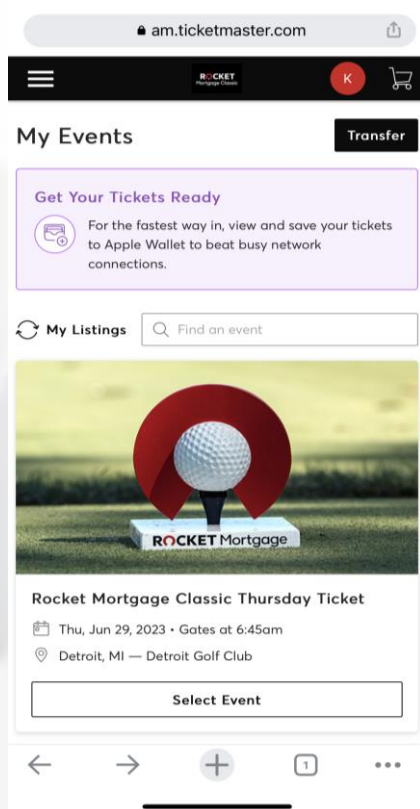 am.ticketmaster.com
ROCKET
Mortgage Classic
K
My Events
Transfer
Get Your Tickets Ready
For the fastest way in, view and save your tickets
to Apple Wallet to beat busy network
connections.
My Listings
Find an event
ROCKET Mortgage
Rocket Mortgage Classic Thursday Ticket
Thu, Jun 29, 2023 • Gates at 6:45am
Detroit, MI — Detroit Golf Club
Select Event
1